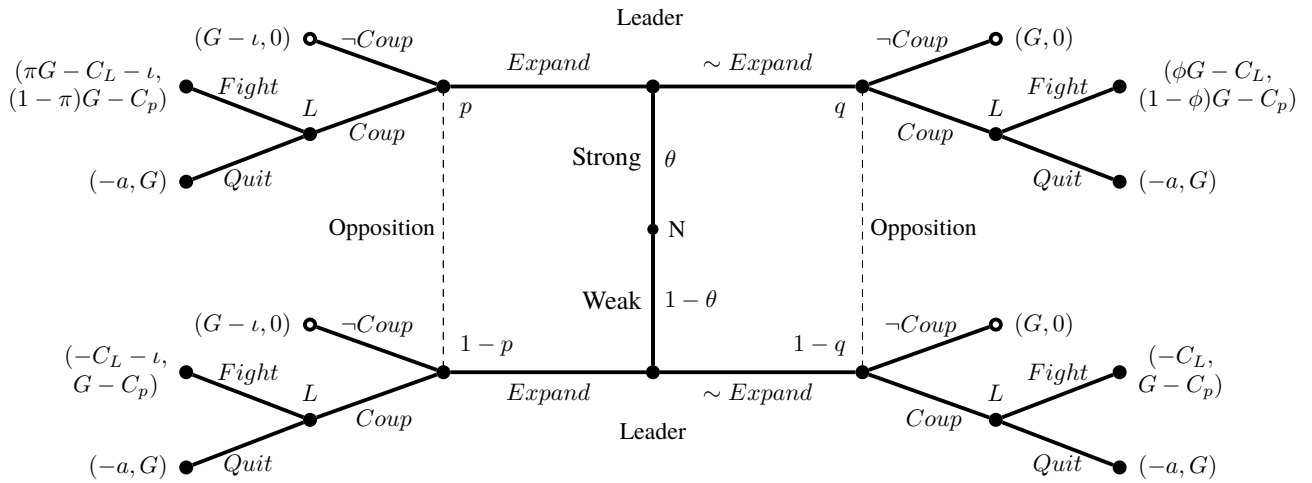 Leader
(G − ι, 0) ¬Coup ¬Coup (G, 0)
Expand ∼ Expand
(πG − C_L − ι, Fight Fight (ϕG − C_L,
(1 − π)G − C_p) (1 − ϕ)G − C_p)
L p q L
Coup Coup
Strong θ
(−a, G) Quit Quit (−a, G)
Opposition N Opposition
Weak 1 − θ
(G − ι, 0) ¬Coup 1 − p 1 − q ¬Coup (G, 0)
(−C_L − ι, Fight Fight (−C_L,
G − C_p) G − C_p)
L Expand ∼ Expand L
Coup Coup
Leader
(−a, G) Quit Quit (−a, G)